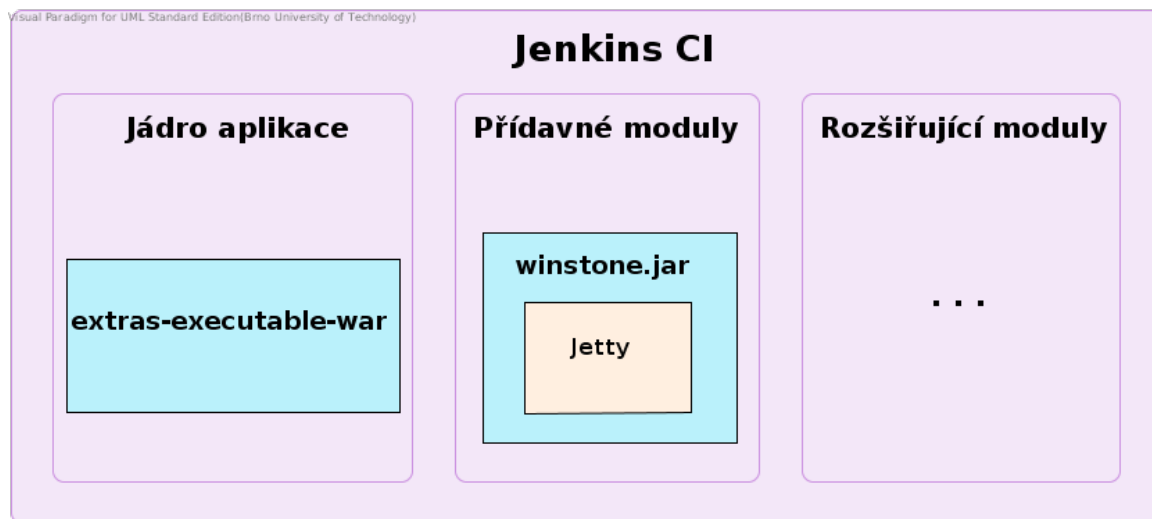 Visual Paradigm for UML Standard Edition(Brno University of Technology)
Jenkins CI
Jádro aplikace
Přídavné moduly
Rozšiřující moduly
extras-executable-war
winstone.jar
Jetty
. . .